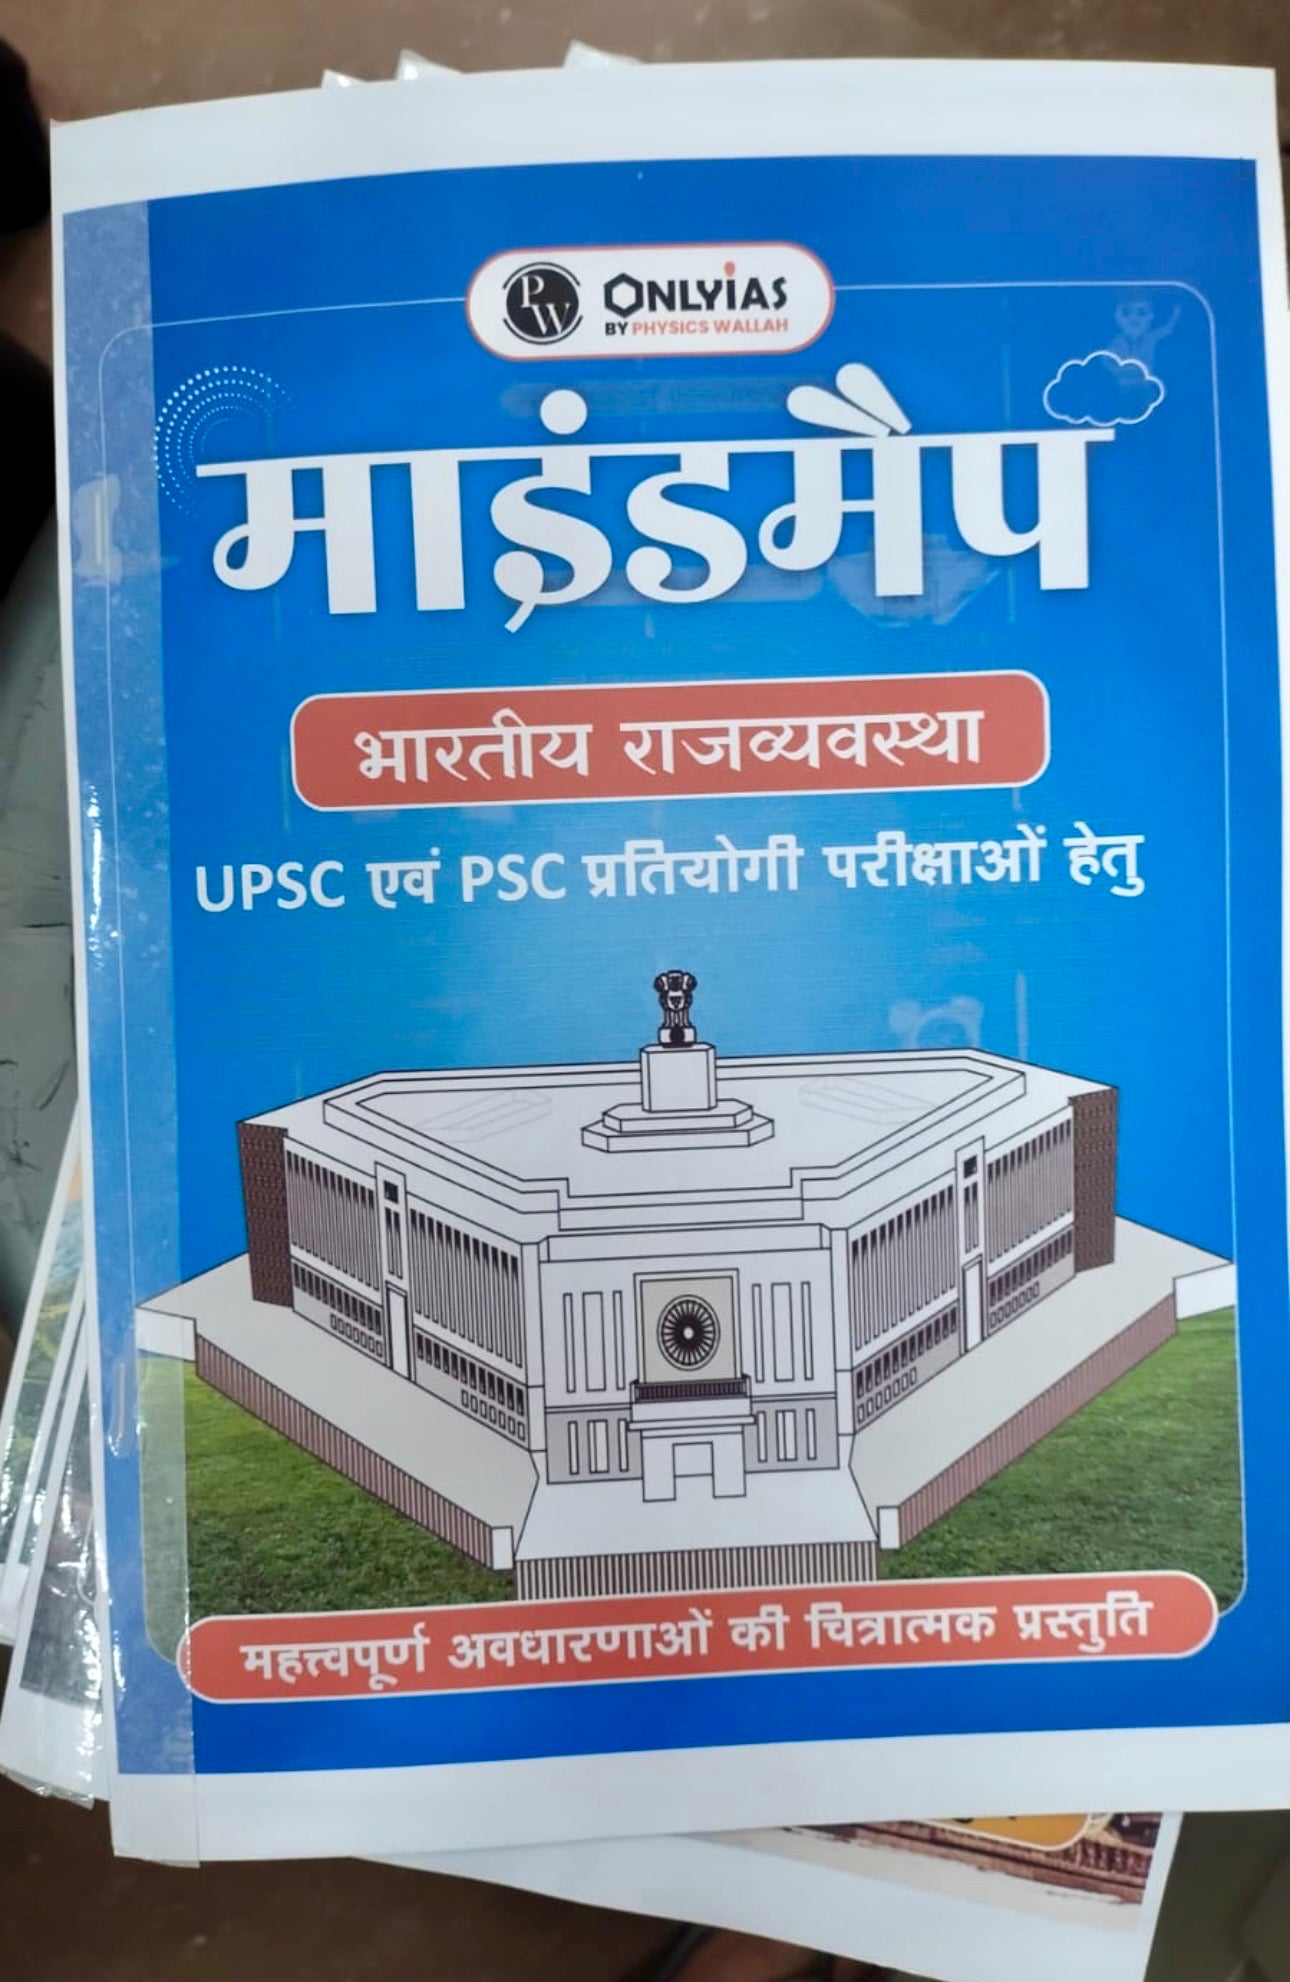 PW ONLYIAS
BY PHYSICS WALLAH
माइंडमैप
भारतीय राजव्यवस्था
UPSC एवं PSC प्रतियोगी परीक्षाओं हेतु
महत्त्वपूर्ण अवधारणाओं की चित्रात्मक प्रस्तुति